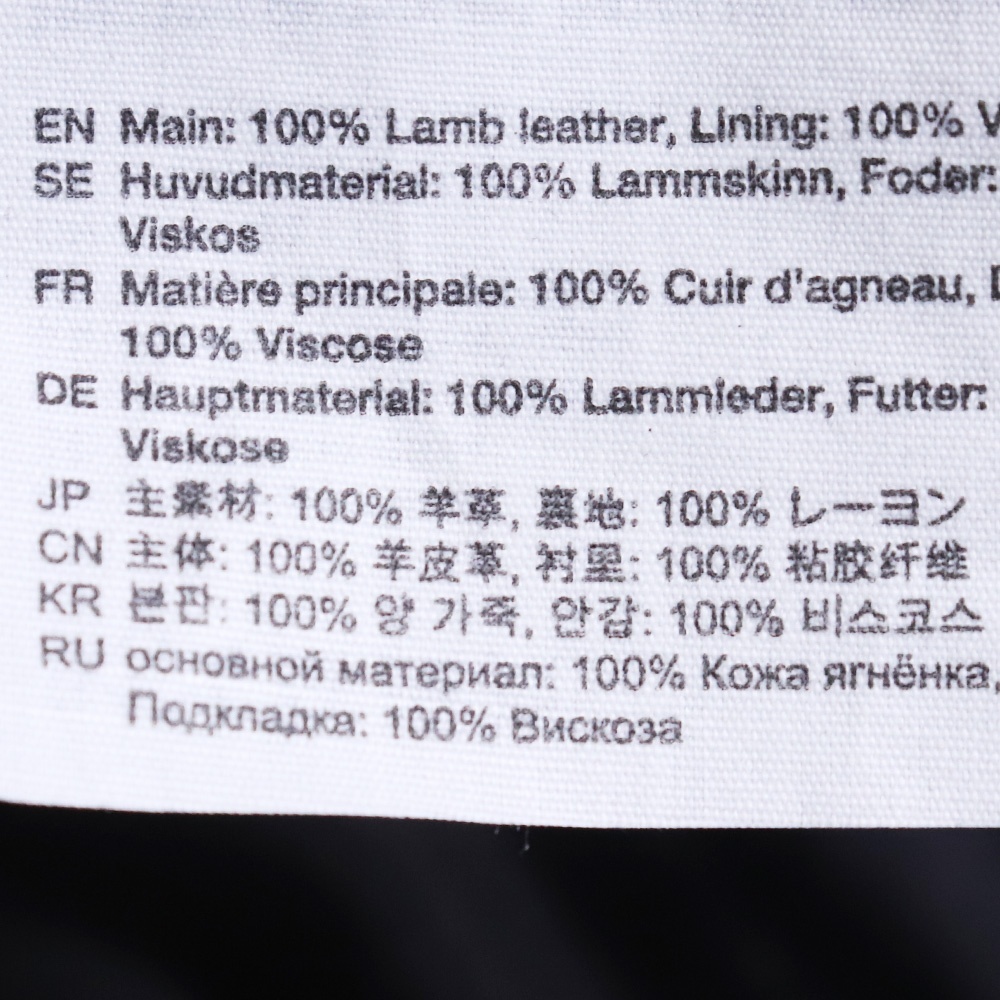 EN Main: 100% Lamb leather, Lining: 100%
SE Huvudmaterial: 100% Lammskinn, Foder:
Viskos
FR Matière principale: 100% Cuir d'agneau,
100% Viscose
DE Hauptmaterial: 100% Lammleder, Futter:
Viskose
JP 主素材: 100% 羊革, 裏地: 100% レーヨン
CN 主体: 100% 羊皮革, 衬里: 100% 粘胶纤维
KR 본판: 100% 양 가죽, 안감: 100% 비스코스
RU основной материал: 100% Кожа ягнёнка,
Подкладка: 100% Вискоза